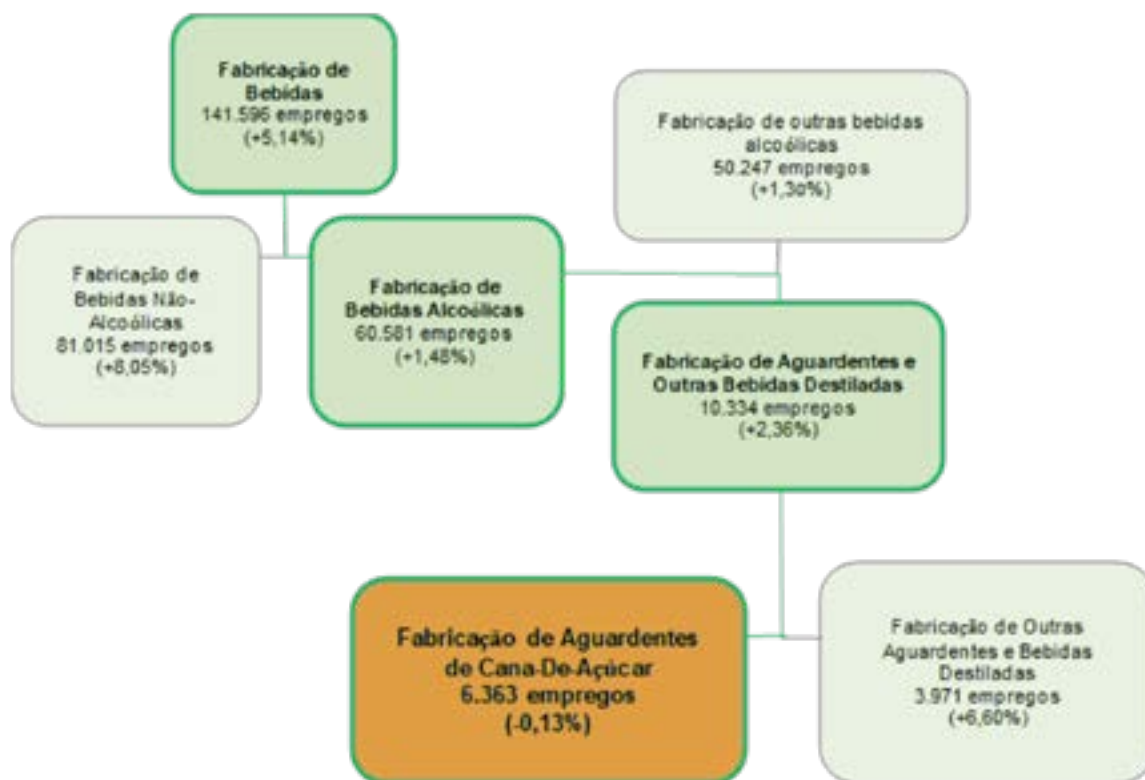 Fabricação de
Bebidas
141.596 empregos
(+5,14%)
Fabricação de outras bebidas
alcoólicas
50.247 empregos
(+1,30%)
Fabricação de
Bebidas Não-
Alcoólicas
81.015 empregos
(+8,05%)
Fabricação de
Bebidas Alcoólicas
60.581 empregos
(+1,48%)
Fabricação de Aguardentes e
Outras Bebidas Destiladas
10.334 empregos
(+2,36%)
Fabricação de Aguardentes
de Cana-De-Açúcar
6.363 empregos
(-0,13%)
Fabricação de Outras
Aguardentes e Bebidas
Destiladas
3.971 empregos
(+6,60%)